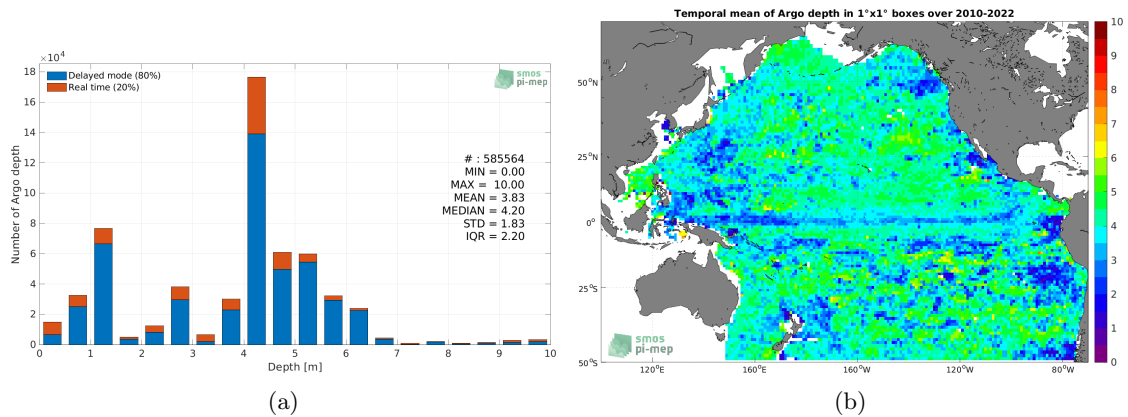 ×10⁴
Number of Argo depth
18
16
14
12
10
8
6
4
2
0
Delayed mode (80%)
Real time (20%)
smos
pi-mep
# : 585564
MIN = 0.00
MAX = 10.00
MEAN = 3.83
MEDIAN = 4.20
STD = 1.83
IQR = 2.20
0 1 2 3 4 5 6 7 8 9 10
Depth [m]
(a)
Temporal mean of Argo depth in 1°x1° boxes over 2010-2022
50°N
25°N
0°
25°S
50°S
120°E 160°E 160°W 120°W 80°W
smos
pi-mep
10
9
8
7
6
5
4
3
2
1
0
(b)